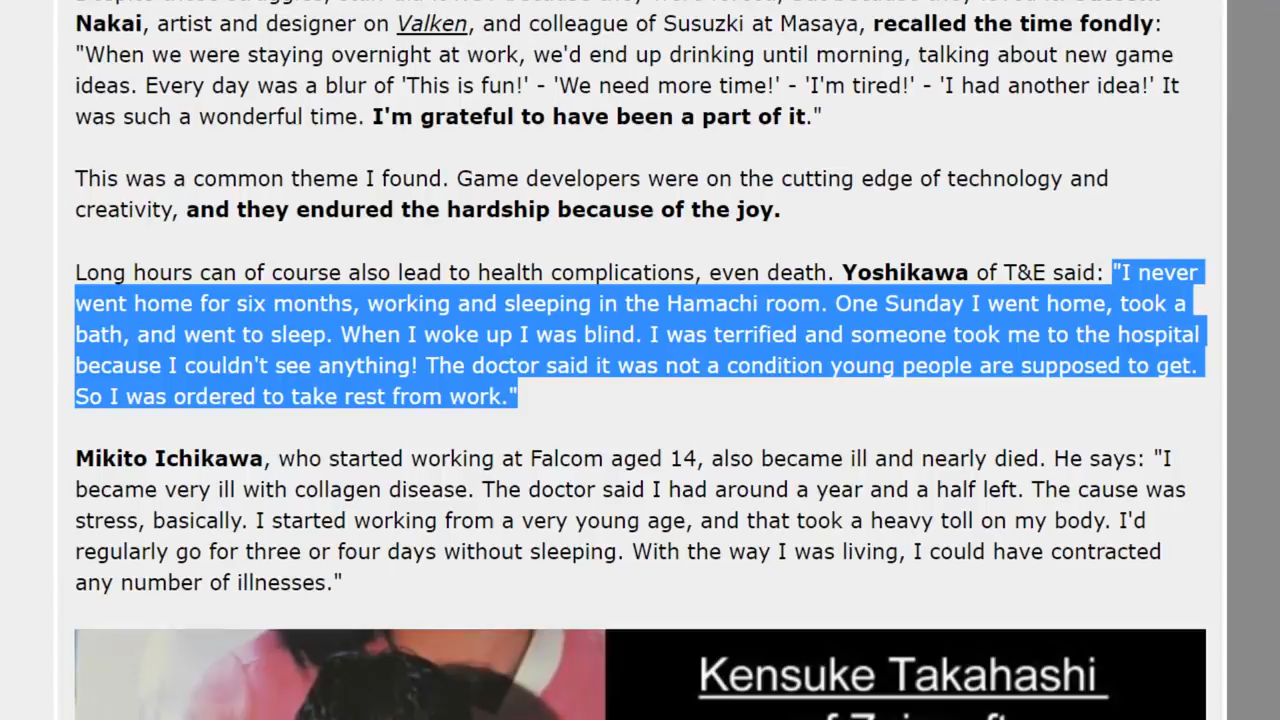 Nakai, artist and designer on Valken, and colleague of Susuzki at Masaya, recalled the time fondly:
"When we were staying overnight at work, we'd end up drinking until morning, talking about new game
ideas. Every day was a blur of 'This is fun!' - 'We need more time!' - 'I'm tired!' - 'I had another idea!' It
was such a wonderful time. I'm grateful to have been a part of it."
This was a common theme I found. Game developers were on the cutting edge of technology and
creativity, and they endured the hardship because of the joy.
Long hours can of course also lead to health complications, even death. Yoshikawa of T&E said: "I never
went home for six months, working and sleeping in the Hamachi room. One Sunday I went home, took a
bath, and went to sleep. When I woke up I was blind. I was terrified and someone took me to the hospital
because I couldn't see anything! The doctor said it was not a condition young people are supposed to get.
So I was ordered to take rest from work."
Mikito Ichikawa, who started working at Falcom aged 14, also became ill and nearly died. He says: "I
became very ill with collagen disease. The doctor said I had around a year and a half left. The cause was
stress, basically. I started working from a very young age, and that took a heavy toll on my body. I'd
regularly go for three or four days without sleeping. With the way I was living, I could have contracted
any number of illnesses."
Kensuke Takahashi